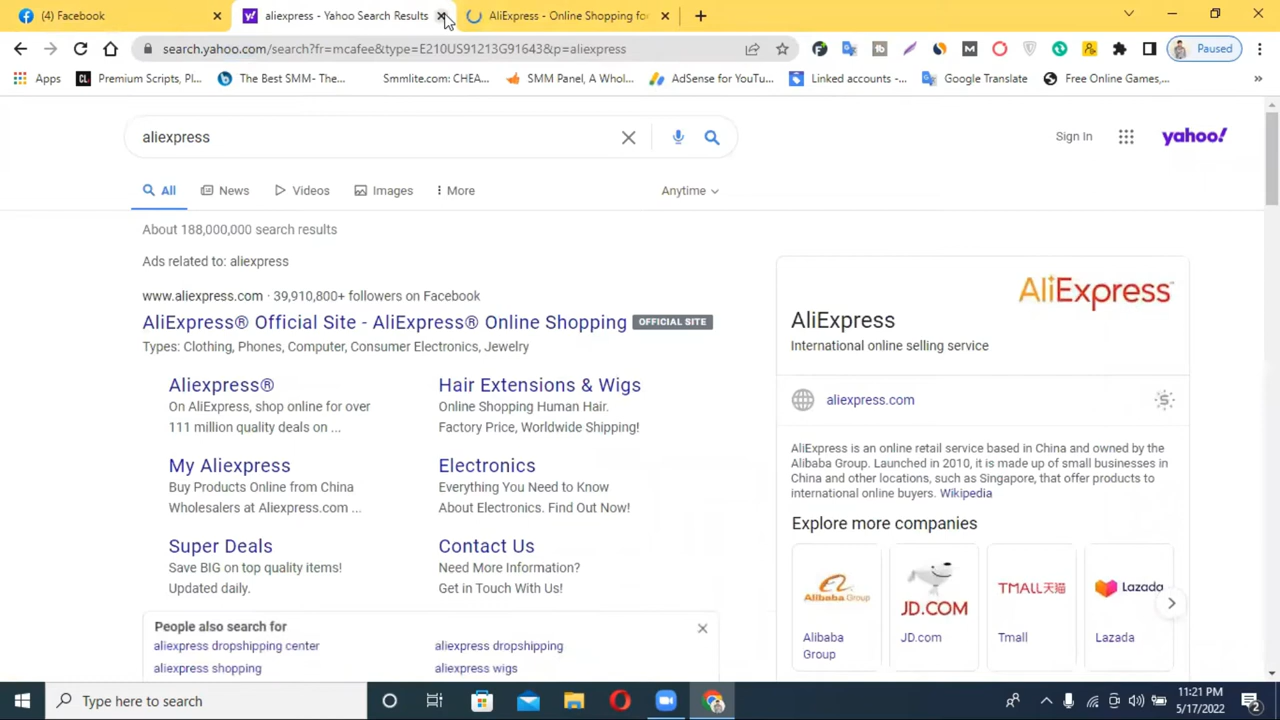 (4) Facebook
aliexpress - Yahoo Search Results
AliExpress - Online Shopping for
search.yahoo.com/search?fr=mcafee&type=E210US91213G91643&p=aliexpress
Paused
Apps
Premium Scripts, Pl...
The Best SMM- The...
Smmlite.com: CHEA...
SMM Panel, A Whol...
AdSense for YouTu...
Linked accounts -...
Google Translate
Free Online Games,...
aliexpress
Sign In
yahoo!
All
News
Videos
Images
More
Anytime
About 188,000,000 search results
Ads related to: aliexpress
www.aliexpress.com · 39,910,800+ followers on Facebook
AliExpress® Official Site - AliExpress® Online Shopping OFFICIAL SITE
Types: Clothing, Phones, Computer, Consumer Electronics, Jewelry
Aliexpress®
On AliExpress, shop online for over
111 million quality deals on ...
Hair Extensions & Wigs
Online Shopping Human Hair.
Factory Price, Worldwide Shipping!
My Aliexpress
Buy Products Online from China
Wholesalers at Aliexpress.com ...
Electronics
Everything You Need to Know
About Electronics. Find Out Now!
Super Deals
Save BIG on top quality items!
Updated daily.
Contact Us
Need More Information?
Get in Touch With Us!
People also search for
aliexpress dropshipping center
aliexpress dropshipping
aliexpress shopping
aliexpress wigs
AliExpress
AliExpress
International online selling service
aliexpress.com
AliExpress is an online retail service based in China and owned by the
Alibaba Group. Launched in 2010, it is made up of small businesses in
China and other locations, such as Singapore, that offer products to
international online buyers. Wikipedia
Explore more companies
Alibaba Group
JD.COM
TMALL天猫
Lazada
Alibaba
Group
JD.com
Tmall
Lazada
Type here to search
11:21 PM
5/17/2022
2